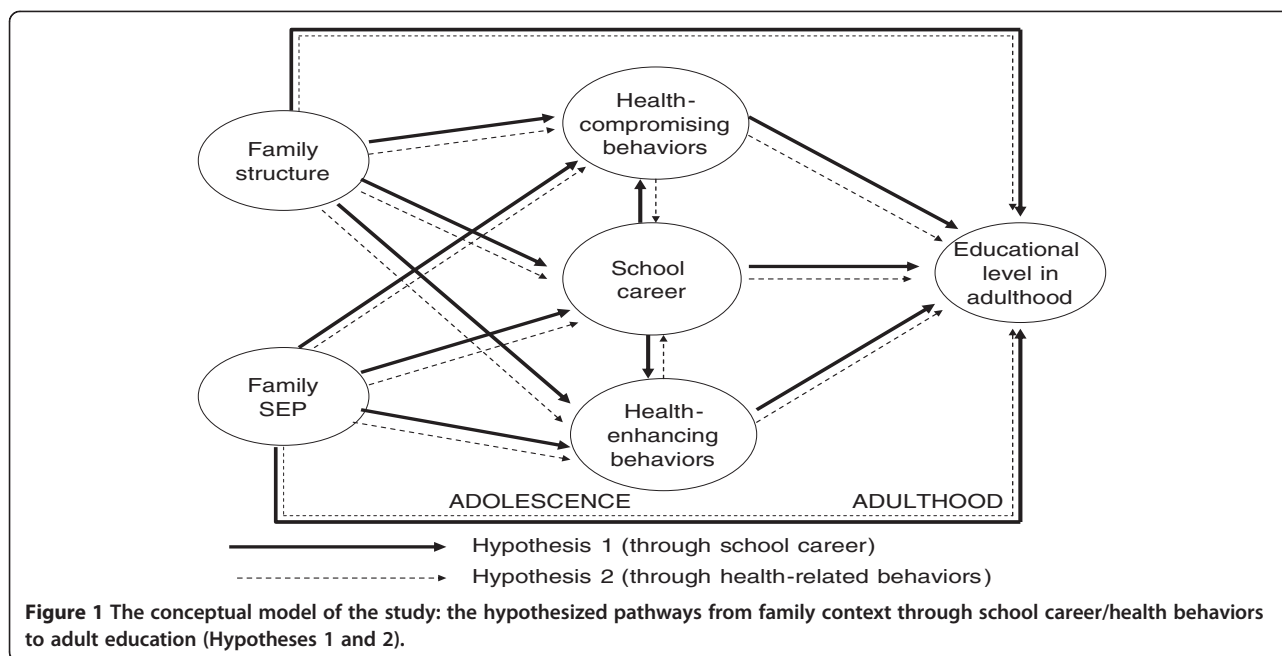 Health-
compromising
behaviors
Family
structure
School
career
Educational
level in
adulthood
Family
SEP
Health-
enhancing
behaviors
ADOLESCENCE
ADULTHOOD
Hypothesis 1 (through school career)
Hypothesis 2 (through health-related behaviors)
Figure 1 The conceptual model of the study: the hypothesized pathways from family context through school career/health behaviors
to adult education (Hypotheses 1 and 2).